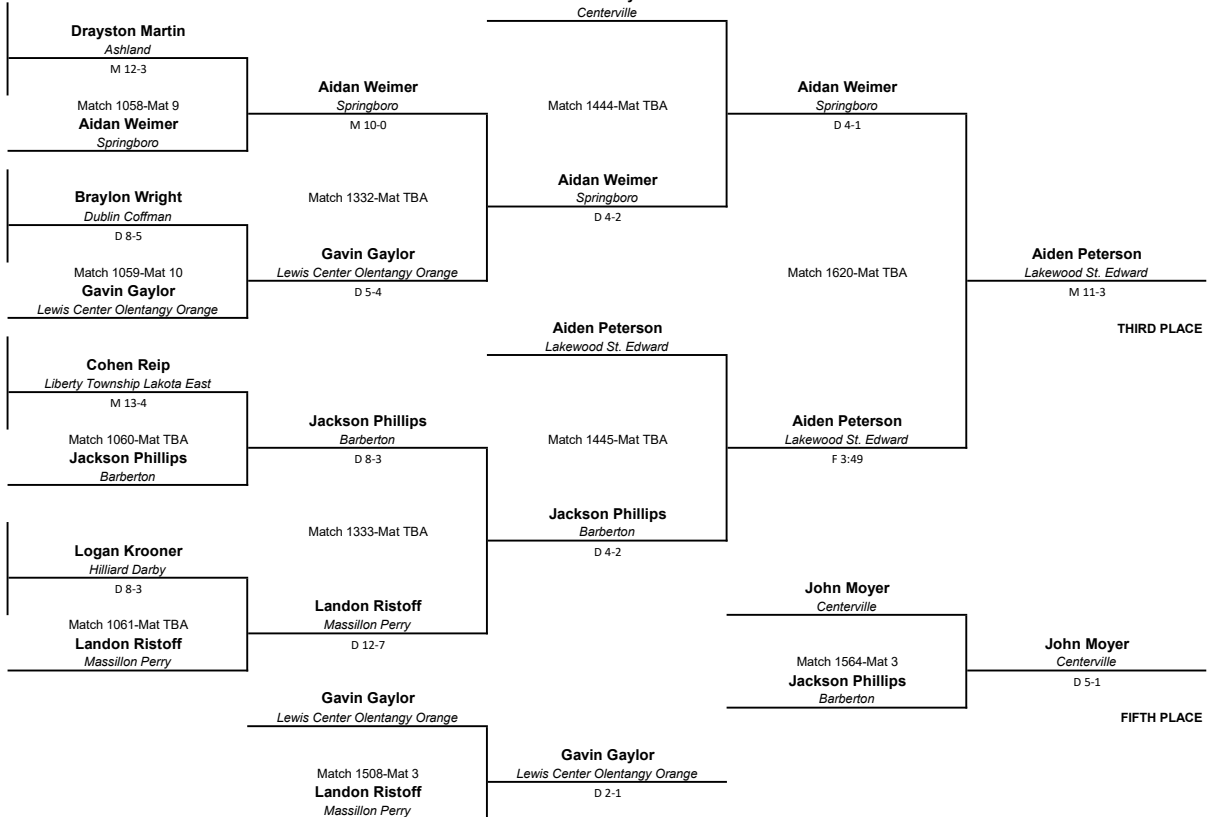 Centerville
Drayston Martin
Ashland
M 12-3
Match 1058-Mat 9
Aidan Weimer
Springboro
Aidan Weimer
Springboro
M 10-0
Match 1444-Mat TBA
Aidan Weimer
Springboro
D 4-1
Braylon Wright
Dublin Coffman
D 8-5
Match 1059-Mat 10
Gavin Gaylor
Lewis Center Olentangy Orange
Match 1332-Mat TBA
Gavin Gaylor
Lewis Center Olentangy Orange
D 5-4
Aidan Weimer
Springboro
D 4-2
Match 1620-Mat TBA
Aiden Peterson
Lakewood St. Edward
M 11-3
THIRD PLACE
Cohen Reip
Liberty Township Lakota East
M 13-4
Match 1060-Mat TBA
Jackson Phillips
Barberton
Jackson Phillips
Barberton
D 8-3
Aiden Peterson
Lakewood St. Edward
Match 1445-Mat TBA
Aiden Peterson
Lakewood St. Edward
F 3:49
Logan Krooner
Hilliard Darby
D 8-3
Match 1061-Mat TBA
Landon Ristoff
Massillon Perry
Match 1333-Mat TBA
Landon Ristoff
Massillon Perry
D 12-7
Jackson Phillips
Barberton
D 4-2
John Moyer
Centerville
Match 1564-Mat 3
Jackson Phillips
Barberton
John Moyer
Centerville
D 5-1
FIFTH PLACE
Gavin Gaylor
Lewis Center Olentangy Orange
Match 1508-Mat 3
Landon Ristoff
Massillon Perry
Gavin Gaylor
Lewis Center Olentangy Orange
D 2-1